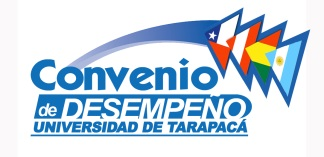 Convenio
de DESEMPEÑO
UNIVERSIDAD DE TARAPACÁ